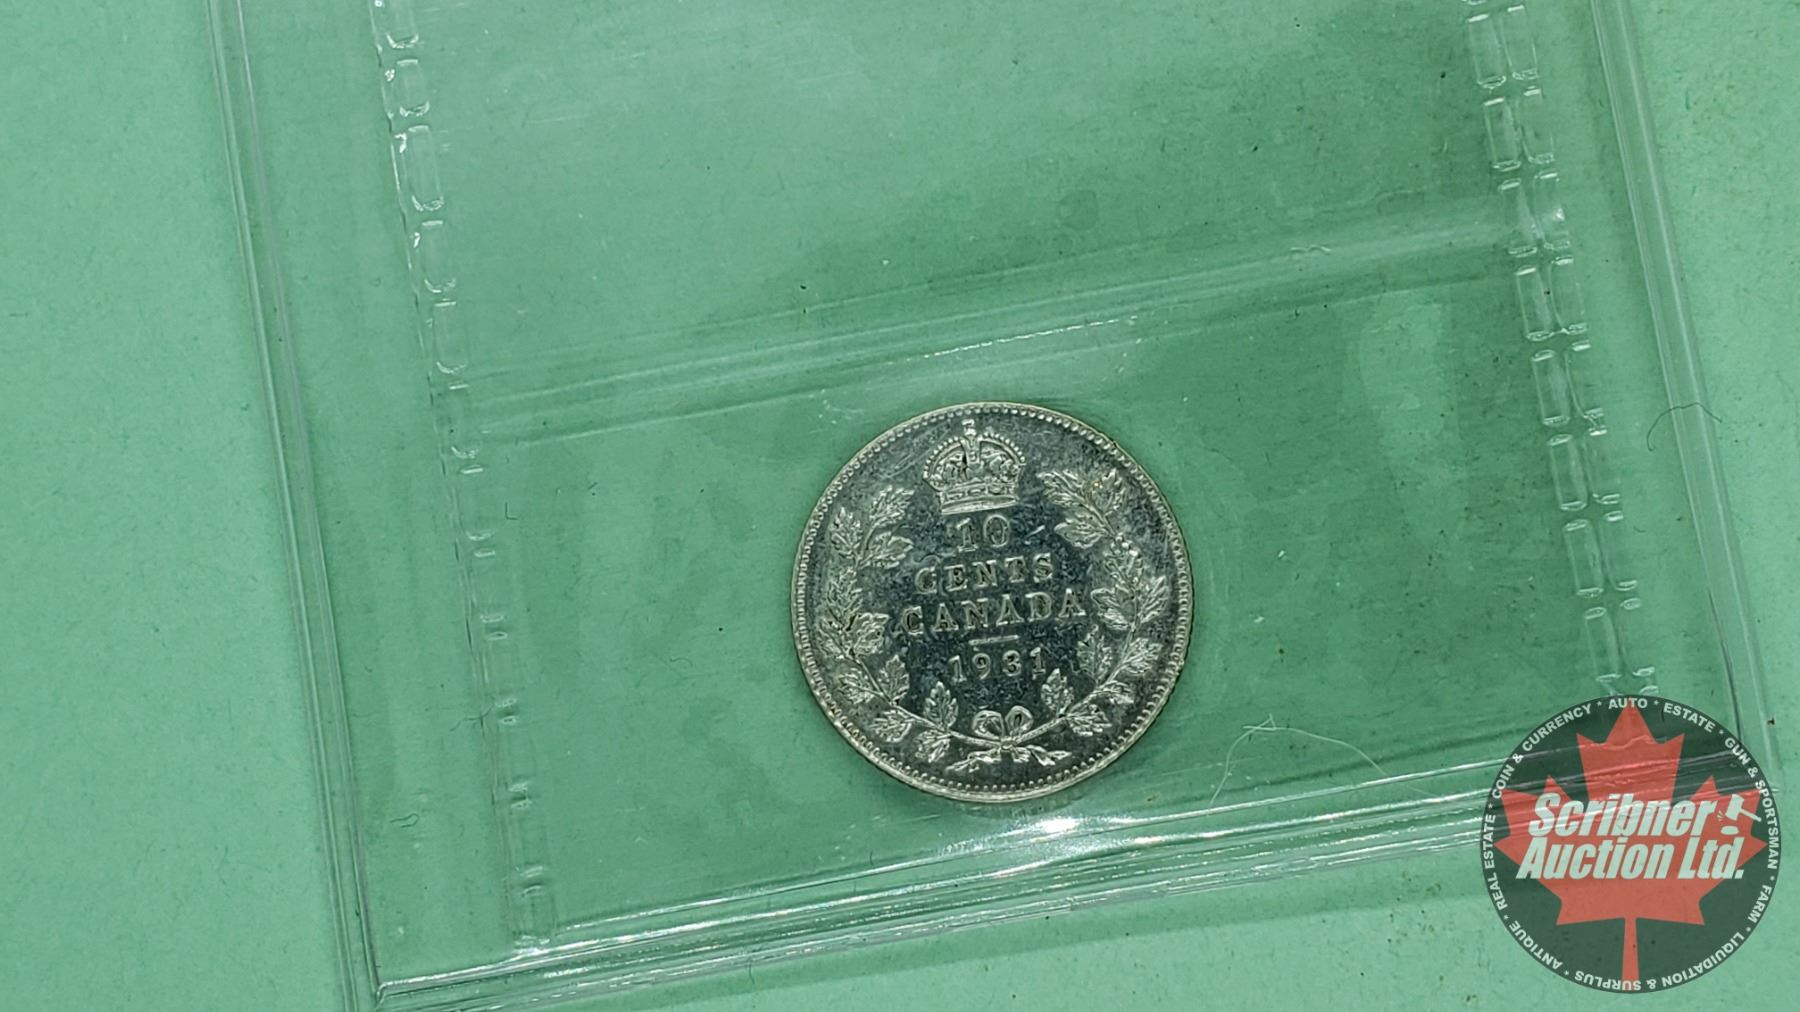 10
CENTS
CANADA
1931
Scribner
Auction Ltd.
REAL ESTATE * COIN & CURRENCY * AUTO * ESTATE * GUN & SPORTSMAN * FARM * LIQUIDATION & SURPLUS * ANTIQUE *